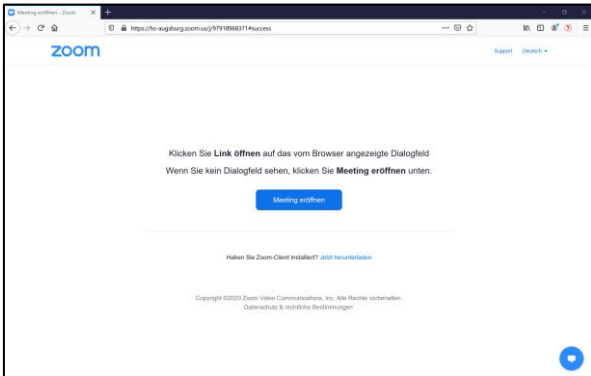 Meeting eröffnen - Zoom
https://hs-augsburg.zoom.us/j/97918968371#success
zoom
Support Deutsch
Klicken Sie Link öffnen auf das vom Browser angezeigte Dialogfeld
Wenn Sie kein Dialogfeld sehen, klicken Sie Meeting eröffnen unten.
Meeting eröffnen
Haben Sie Zoom-Client installiert? Jetzt herunterladen
Copyright ©2020 Zoom Video Communications, Inc. Alle Rechte vorbehalten.
Datenschutz & rechtliche Bestimmungen